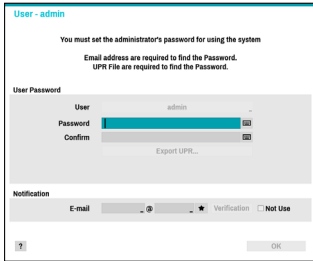 User - admin
You must set the administrator's password for using the system
Email address are required to find the Password.
UPR File are required to find the Password.
User Password
User admin
Password
Confirm
Export UPR...
Notification
E-mail @ ★ Verification Not Use
? OK